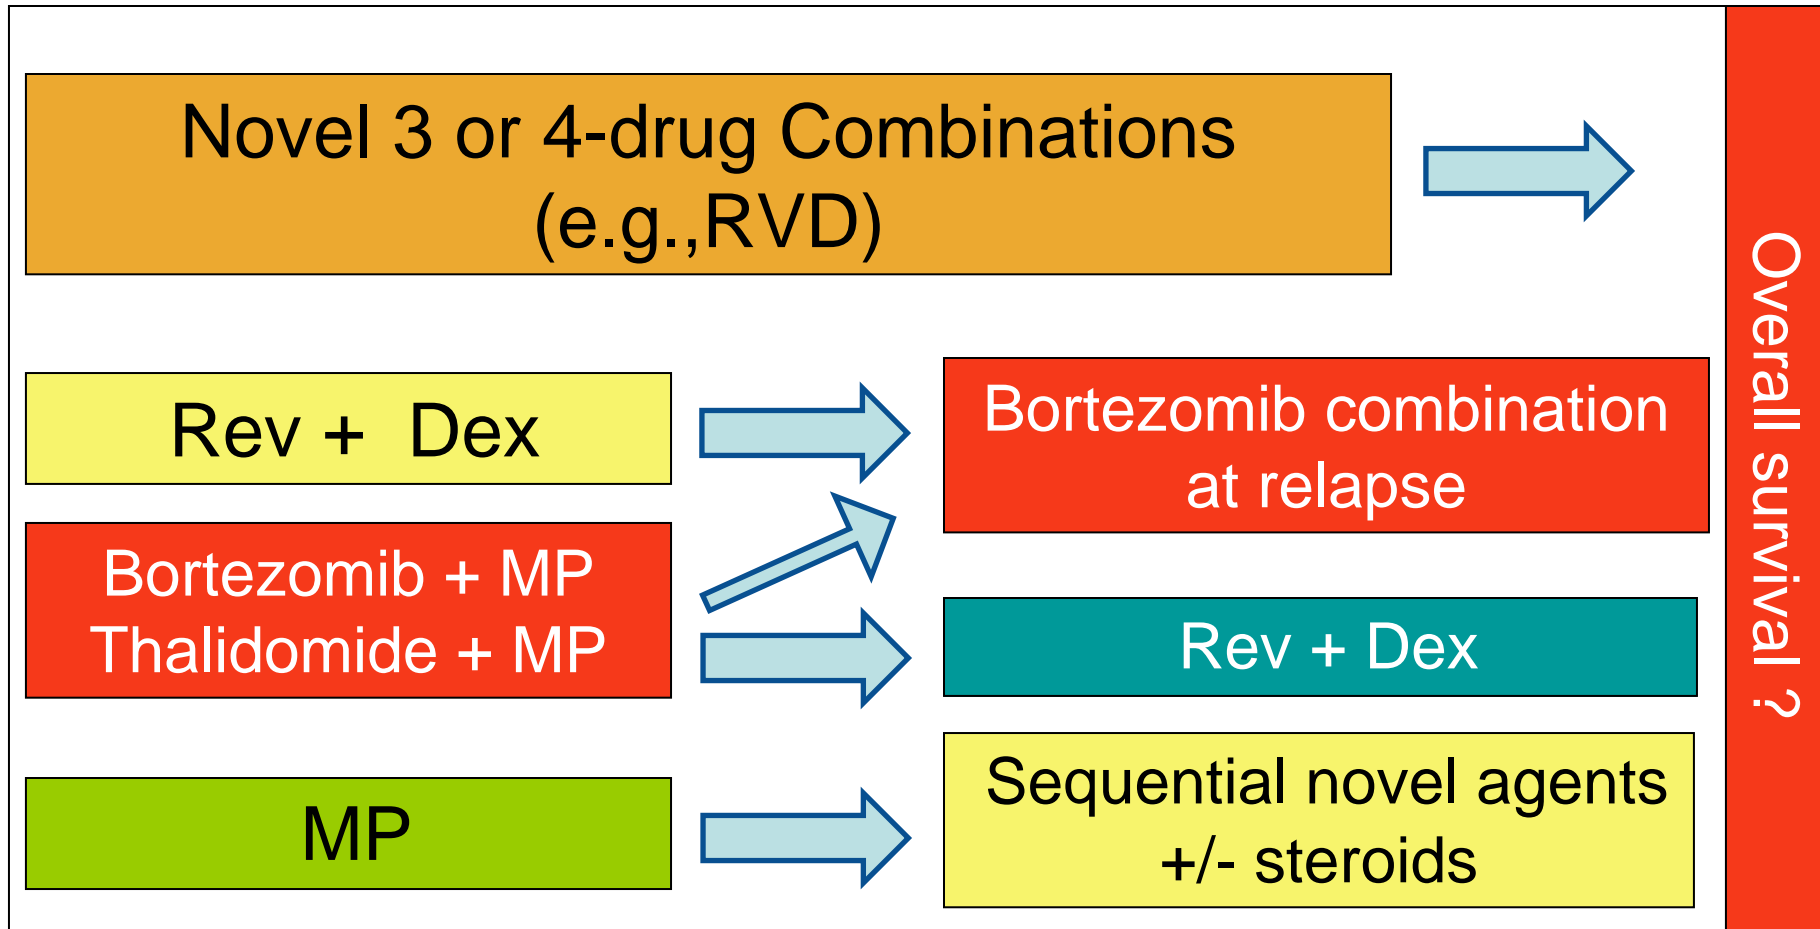 Novel 3 or 4-drug Combinations
(e.g.,RVD)
Rev + Dex
Bortezomib combination
at relapse
Bortezomib + MP
Thalidomide + MP
Rev + Dex
MP
Sequential novel agents
+/- steroids
Overall survival ?